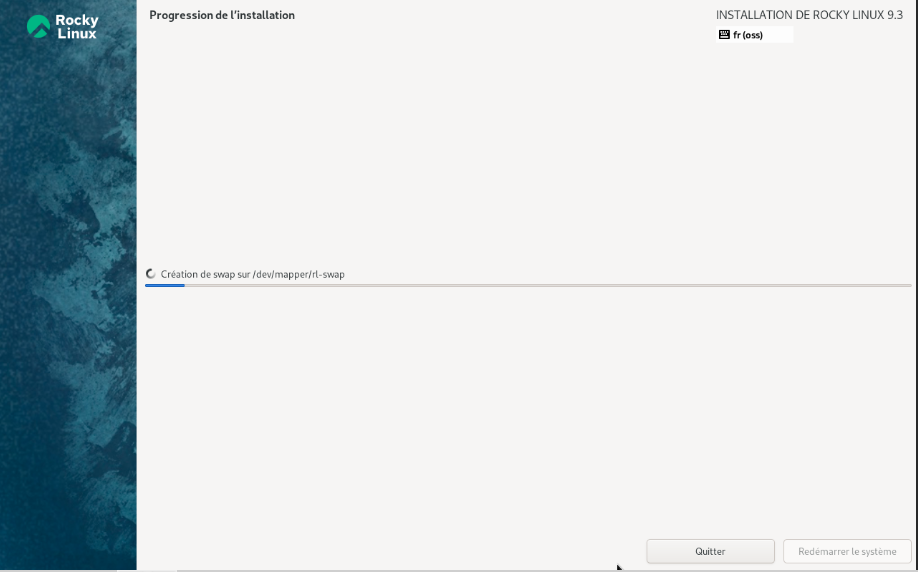 Rocky
Linux
Progression de l'installation
INSTALLATION DE ROCKY LINUX 9.3
fr (oss)
Création de swap sur /dev/mapper/rl-swap
Quitter
Redémarrer le système